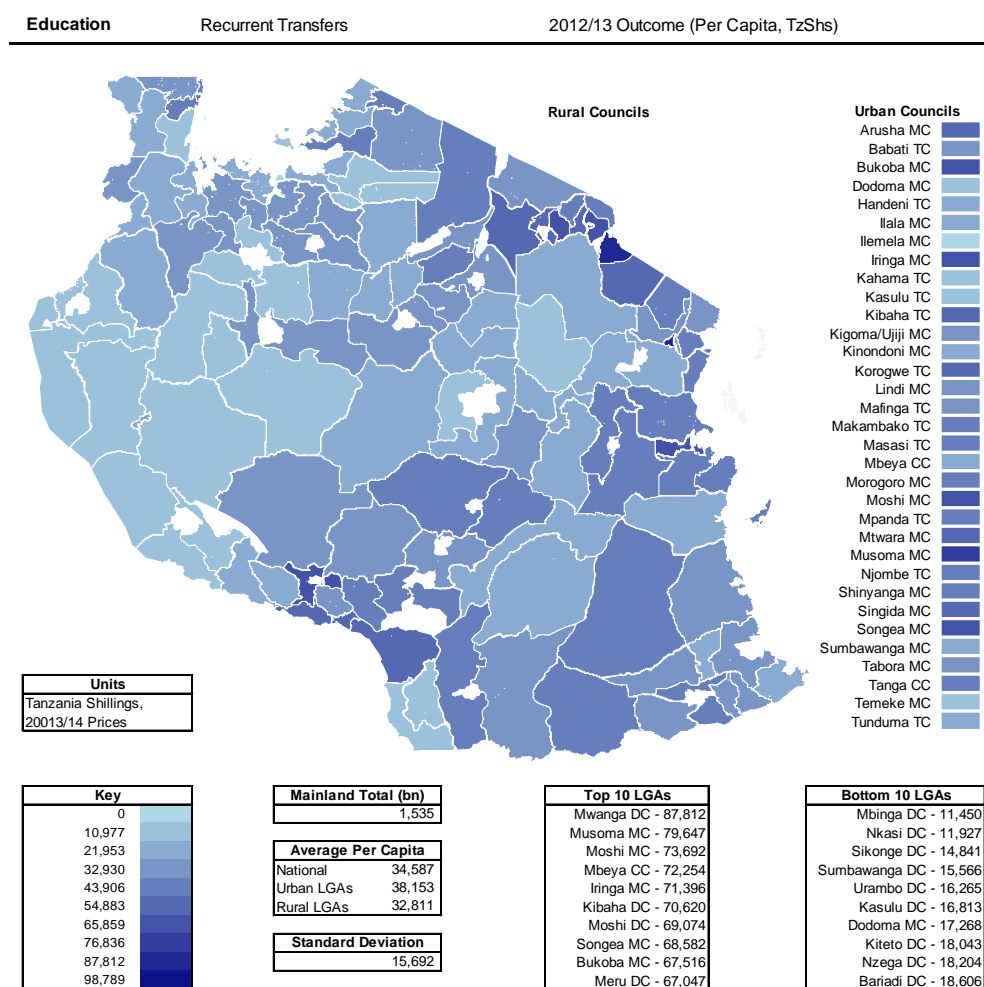 Education Recurrent Transfers 2012/13 Outcome (Per Capita, TzShs)
Rural Councils
Urban Councils
Arusha MC
Babati TC
Bukoba MC
Dodoma MC
Handeni TC
Ilala MC
Ilemela MC
Iringa MC
Kahama TC
Kasulu TC
Kibaha TC
Kigoma/Ujiji MC
Kinondoni MC
Korogwe TC
Lindi MC
Mafinga TC
Makambako TC
Masasi TC
Mbeya CC
Morogoro MC
Moshi MC
Mpanda TC
Mtwara MC
Musoma MC
Njombe TC
Shinyanga MC
Singida MC
Songea MC
Sumbawanga MC
Tabora MC
Tanga CC
Temeke MC
Tunduma TC
Units
Tanzania Shillings,
20013/14 Prices
Key
0
10,977
21,953
32,930
43,906
54,883
65,859
76,836
87,812
98,789
Mainland Total (bn)
1,535
Average Per Capita
National 34,587
Urban LGAs 38,153
Rural LGAs 32,811
Standard Deviation
15,692
Top 10 LGAs
Mwanga DC - 87,812
Musoma MC - 79,647
Moshi MC - 73,692
Mbeya CC - 72,254
Iringa MC - 71,396
Kibaha DC - 70,620
Moshi DC - 69,074
Songea MC - 68,582
Bukoba MC - 67,516
Meru DC - 67,047
Bottom 10 LGAs
Mbinga DC - 11,450
Nkasi DC - 11,927
Sikonge DC - 14,841
Sumbawanga DC - 15,566
Urambo DC - 16,265
Kasulu DC - 16,813
Dodoma MC - 17,268
Kiteto DC - 18,043
Nzega DC - 18,204
Bariadi DC - 18,606